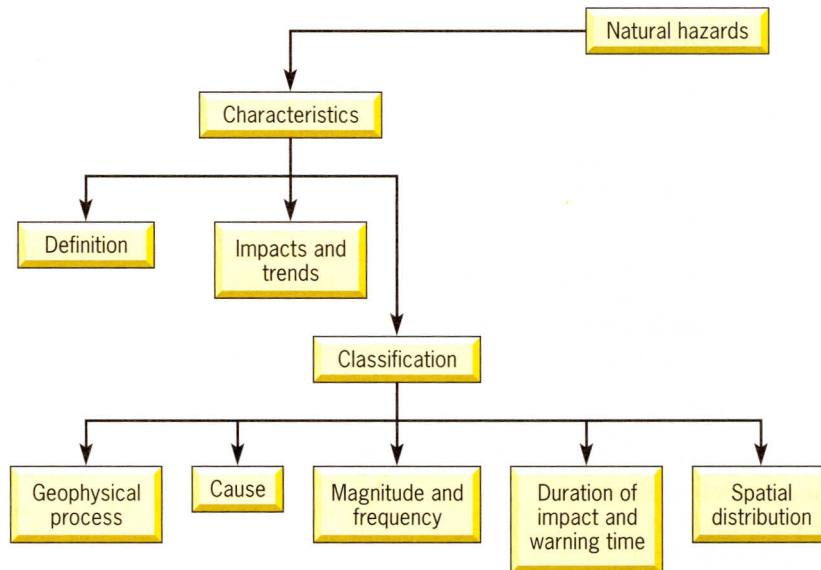 Natural hazards
Characteristics
Definition
Impacts and
trends
Classification
Geophysical
process
Cause
Magnitude and
frequency
Duration of
impact and
warning time
Spatial
distribution